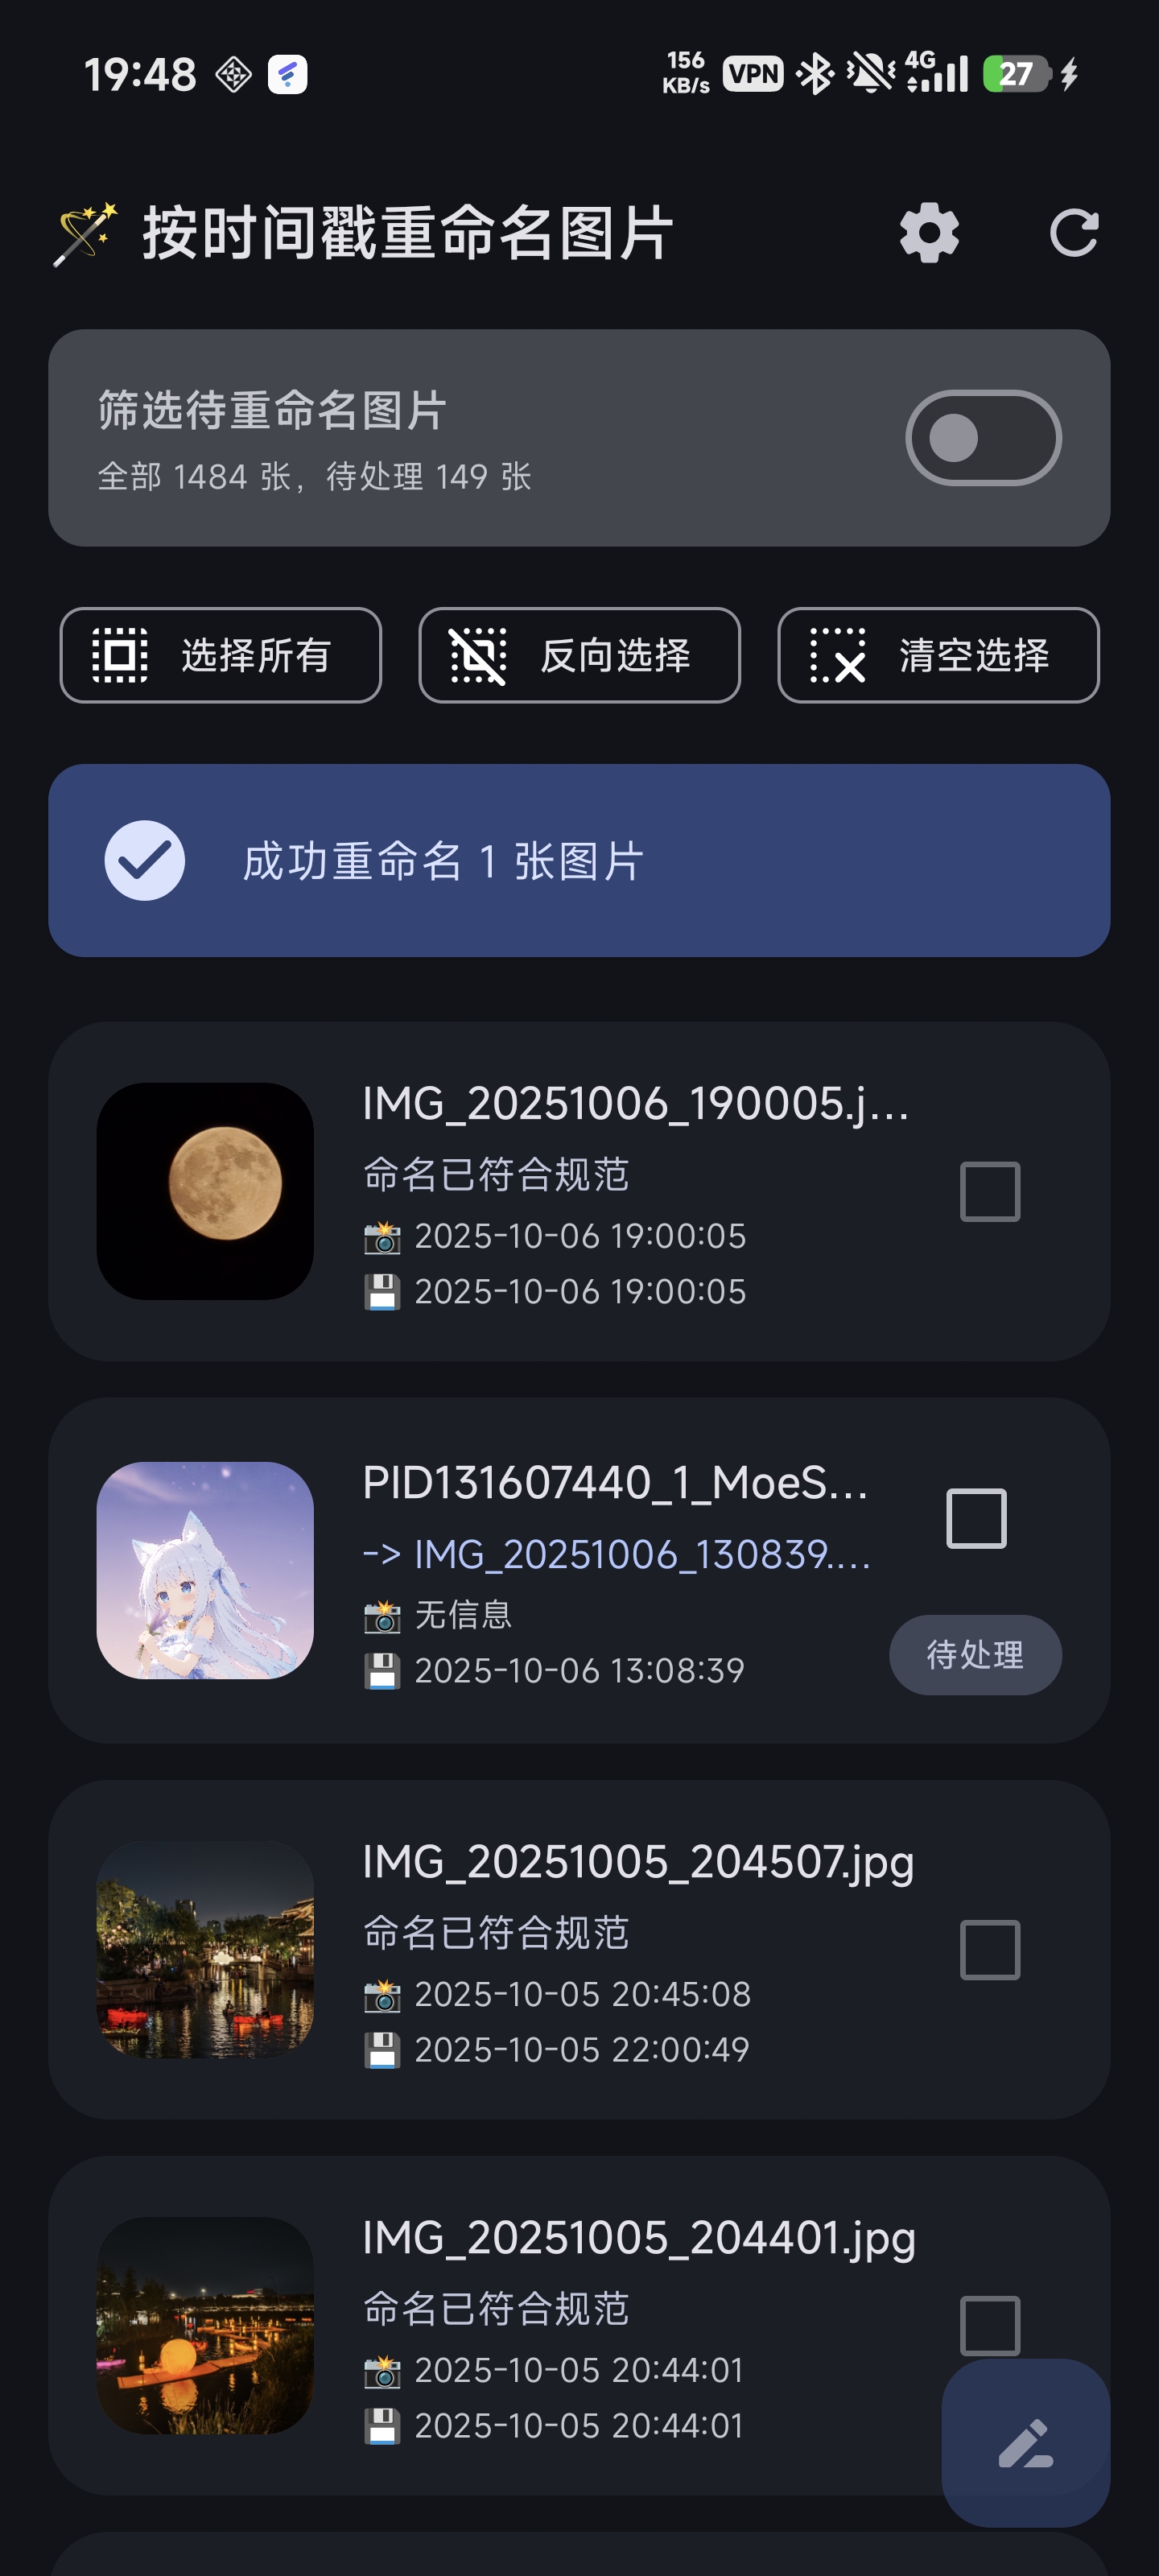 19:48
156 KB/s VPN 4G 27
按时间戳重命名图片
筛选待重命名图片
全部 1484 张，待处理 149 张
选择所有 反向选择 清空选择
成功重命名 1 张图片
IMG_20251006_190005.j...
命名已符合规范
2025-10-06 19:00:05
2025-10-06 19:00:05
PID131607440_1_MoeS...
-> IMG_20251006_130839....
无信息
2025-10-06 13:08:39
待处理
IMG_20251005_204507.jpg
命名已符合规范
2025-10-05 20:45:08
2025-10-05 22:00:49
IMG_20251005_204401.jpg
命名已符合规范
2025-10-05 20:44:01
2025-10-05 20:44:01